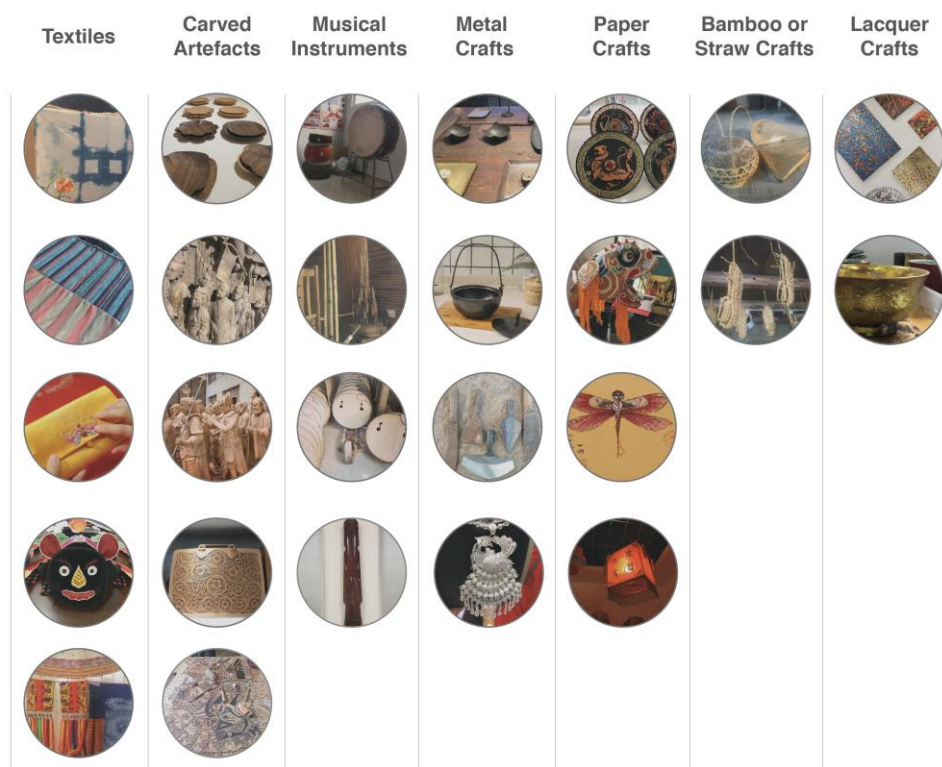 Textiles
Carved
Artefacts
Musical
Instruments
Metal
Crafts
Paper
Crafts
Bamboo or
Straw Crafts
Lacquer
Crafts